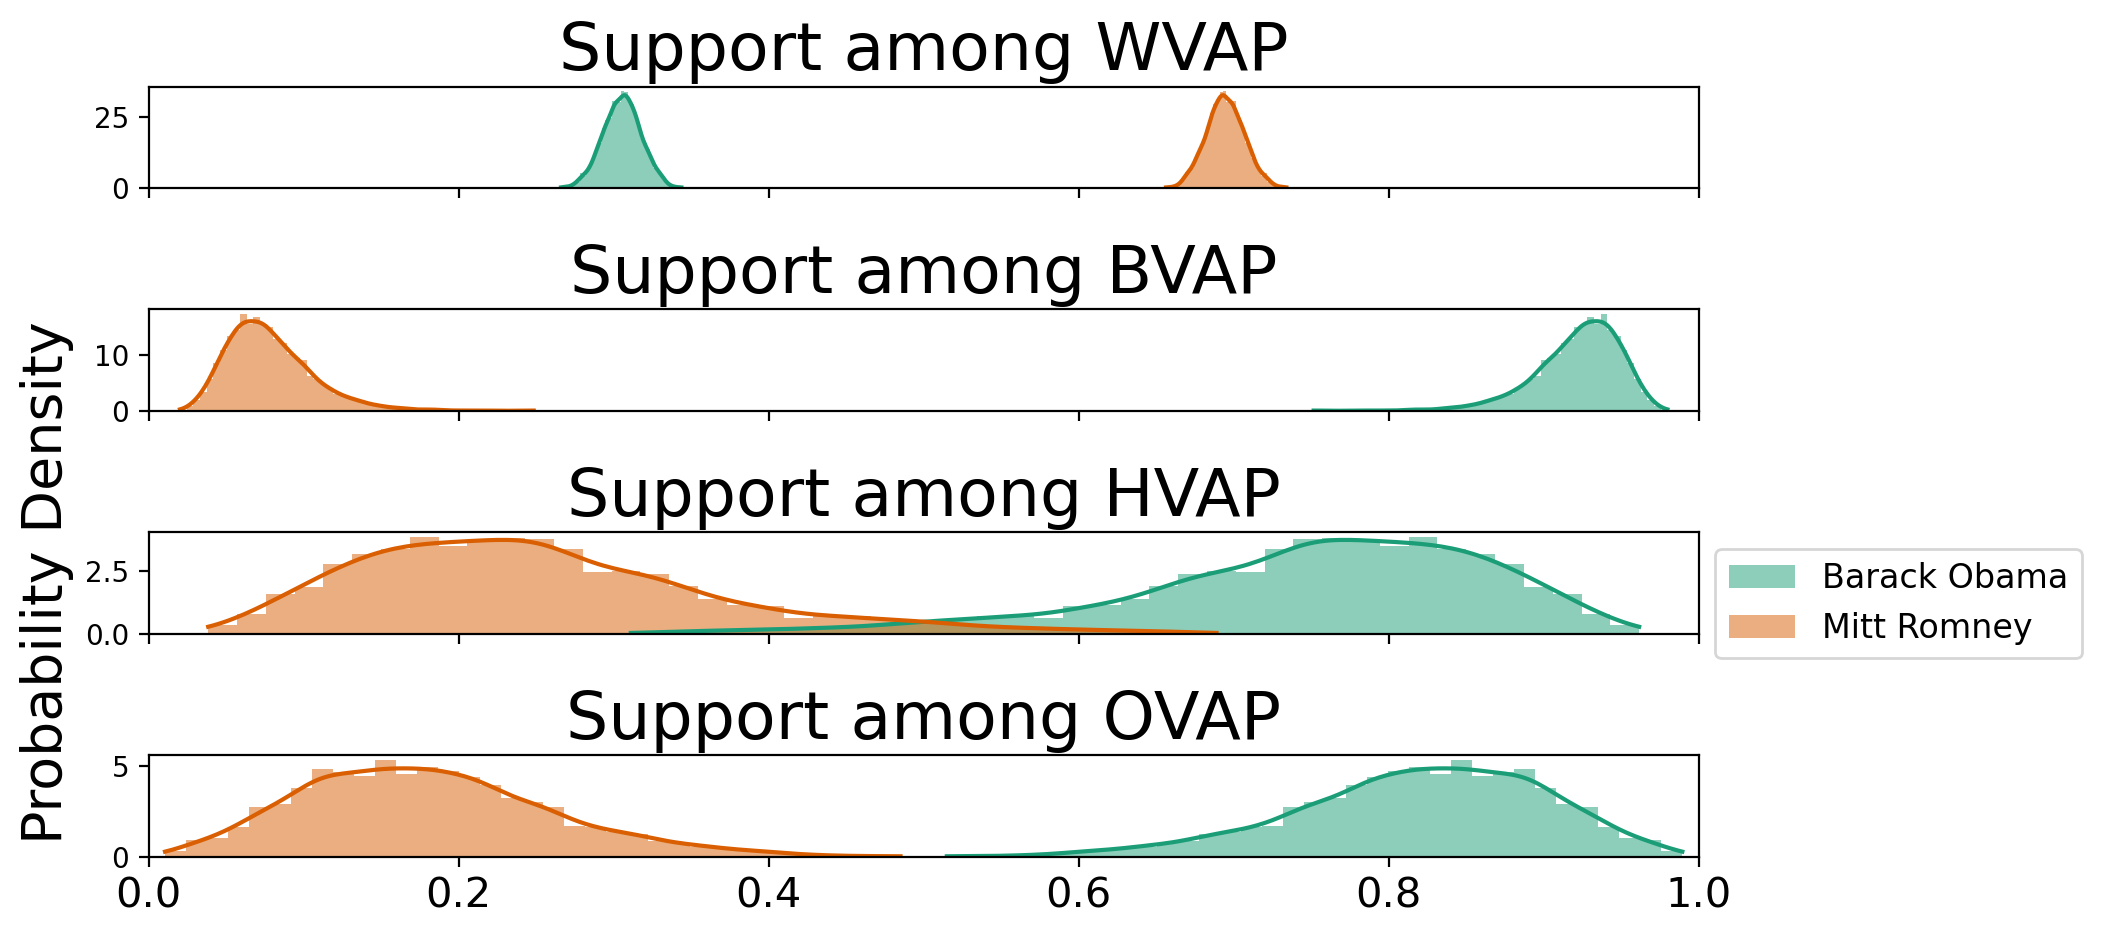 Support among WVAP
25
0
Support among BVAP
10
0
Support among HVAP
2.5
0.0
Support among OVAP
5
0
0.0 0.2 0.4 0.6 0.8 1.0
Probability Density
Barack Obama
Mitt Romney